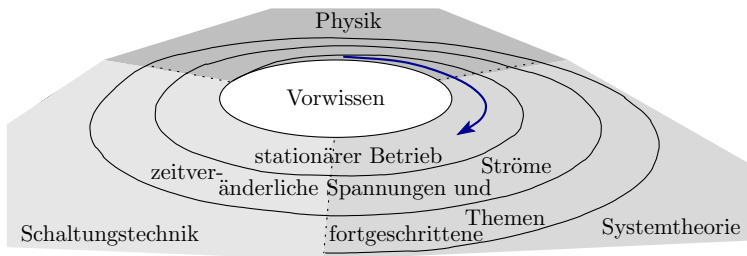 Physik
Vorwissen
stationärer Betrieb
zeitver-änderliche Spannungen und Ströme
fortgeschrittene Themen
Schaltungstechnik
Systemtheorie